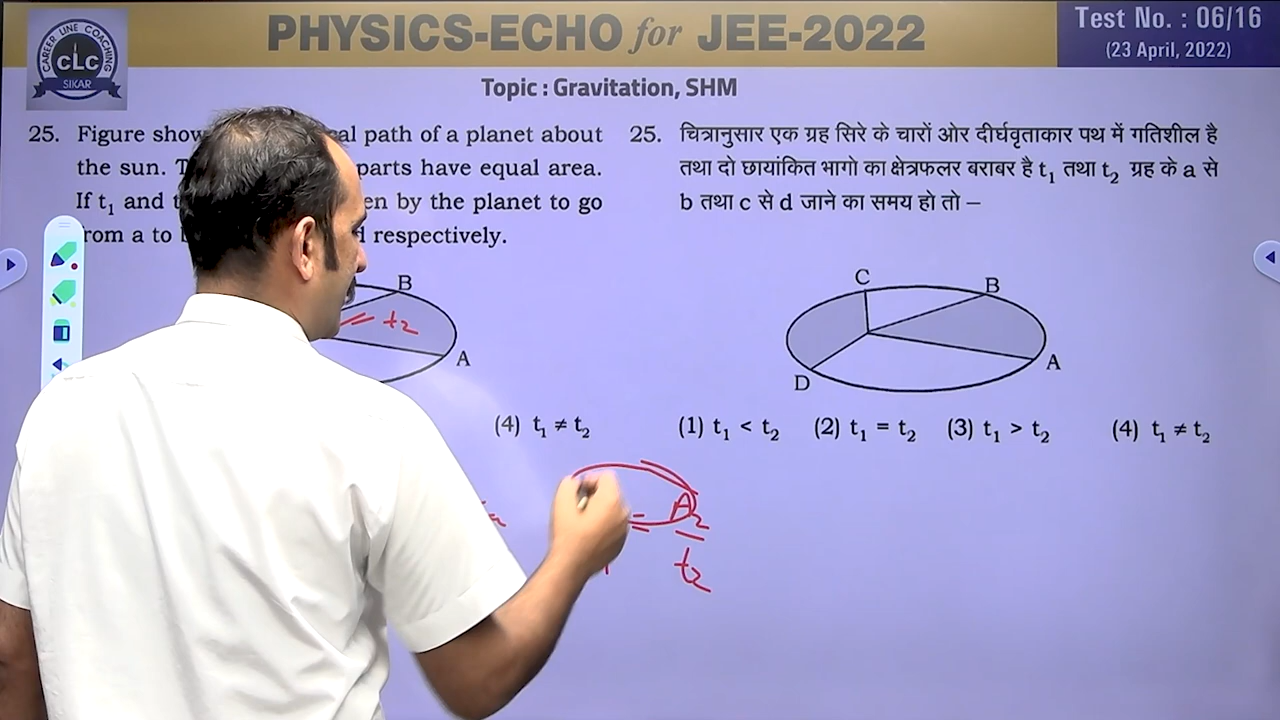 PHYSICS-ECHO for JEE-2022
Test No. : 06/16
(23 April, 2022)
CAREER LINE COACHING
CLC
SIKAR
Topic : Gravitation, SHM
25. Figure path of a planet about
the sun. parts have equal area.
If t₁ and by the planet to go
from a to respectively.
B
t₂
A
(4) t₁ ≠ t₂
A₂
t₂
25. चित्रानुसार एक ग्रह सिरे के चारों ओर दीर्घवृताकार पथ में गतिशील है
तथा दो छायांकित भागो का क्षेत्रफलर बराबर है t₁ तथा t₂ ग्रह के a से
b तथा c से d जाने का समय हो तो –
C
B
A
D
(1) t₁ < t₂ (2) t₁ = t₂ (3) t₁ > t₂ (4) t₁ ≠ t₂